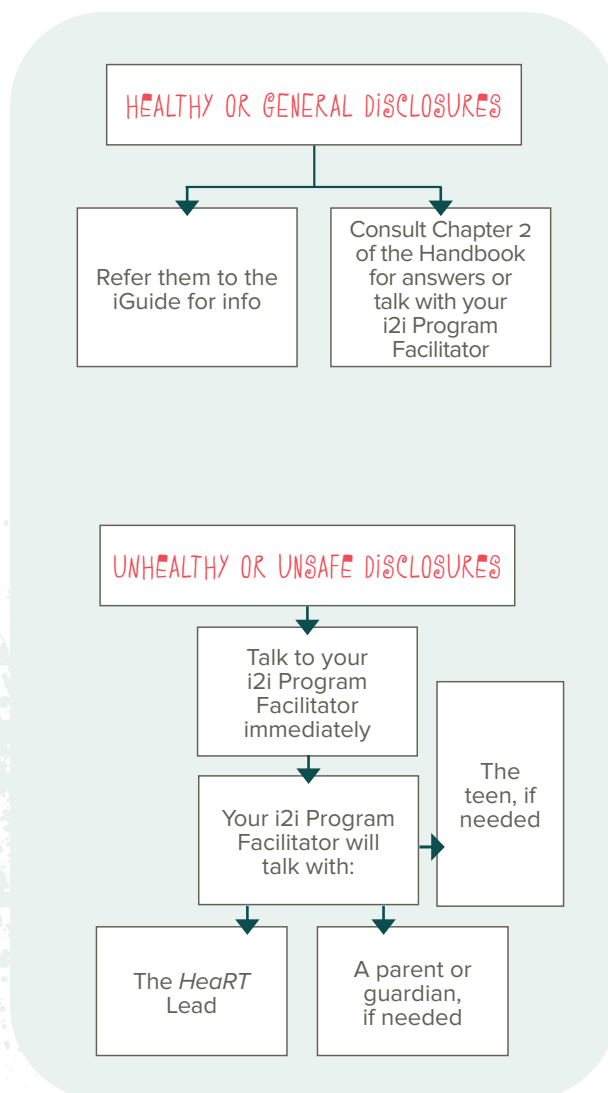 HEALTHY OR GENERAL DISCLOSURES
Refer them to the
iGuide for info
Consult Chapter 2
of the Handbook
for answers or
talk with your
i2i Program
Facilitator
UNHEALTHY OR UNSAFE DISCLOSURES
Talk to your
i2i Program
Facilitator
immediately
Your i2i Program
Facilitator will
talk with:
The
teen, if
needed
The HeaRT
Lead
A parent or
guardian,
if needed